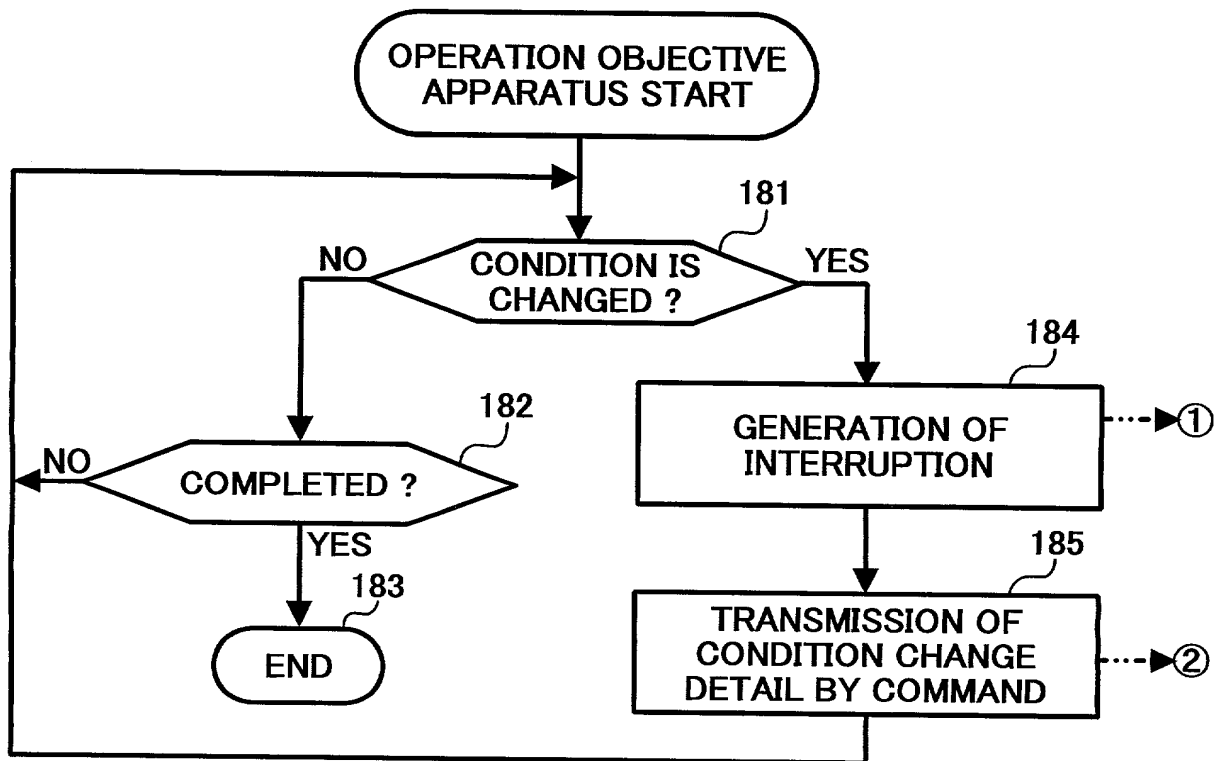 OPERATION OBJECTIVE
APPARATUS START
181
NO
CONDITION IS
CHANGED ?
YES
184
GENERATION OF
INTERRUPTION
①
182
NO
COMPLETED ?
YES
183
END
185
TRANSMISSION OF
CONDITION CHANGE
DETAIL BY COMMAND
②